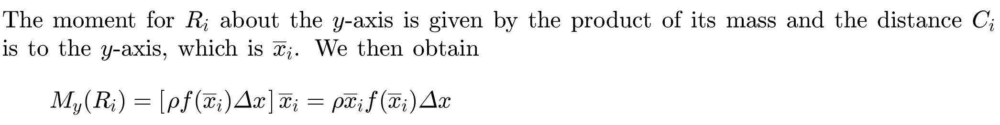 The moment for $R_i$ about the $y$-axis is given by the product of its mass and the distance $C_i$
is to the $y$-axis, which is $\overline{x}_i$. We then obtain
$M_y(R_i) = [\rho f(\overline{x}_i)\Delta x]\,\overline{x}_i = \rho \overline{x}_i f(\overline{x}_i)\Delta x$